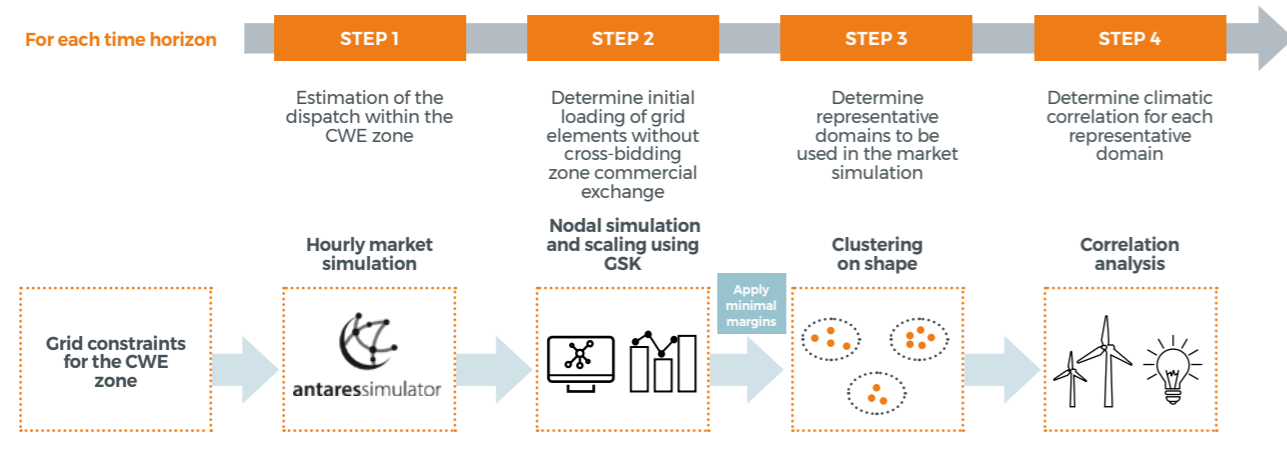 For each time horizon
STEP 1
STEP 2
STEP 3
STEP 4
Estimation of the
dispatch within the
CWE zone
Determine initial
loading of grid
elements without
cross-bidding
zone commercial
exchange
Determine
representative
domains to be
used in the market
simulation
Determine climatic
correlation for each
representative
domain
Hourly market
simulation
Nodal simulation
and scaling using
GSK
Clustering
on shape
Correlation
analysis
Grid constraints
for the CWE
zone
antaressimulator
Apply
minimal
margins